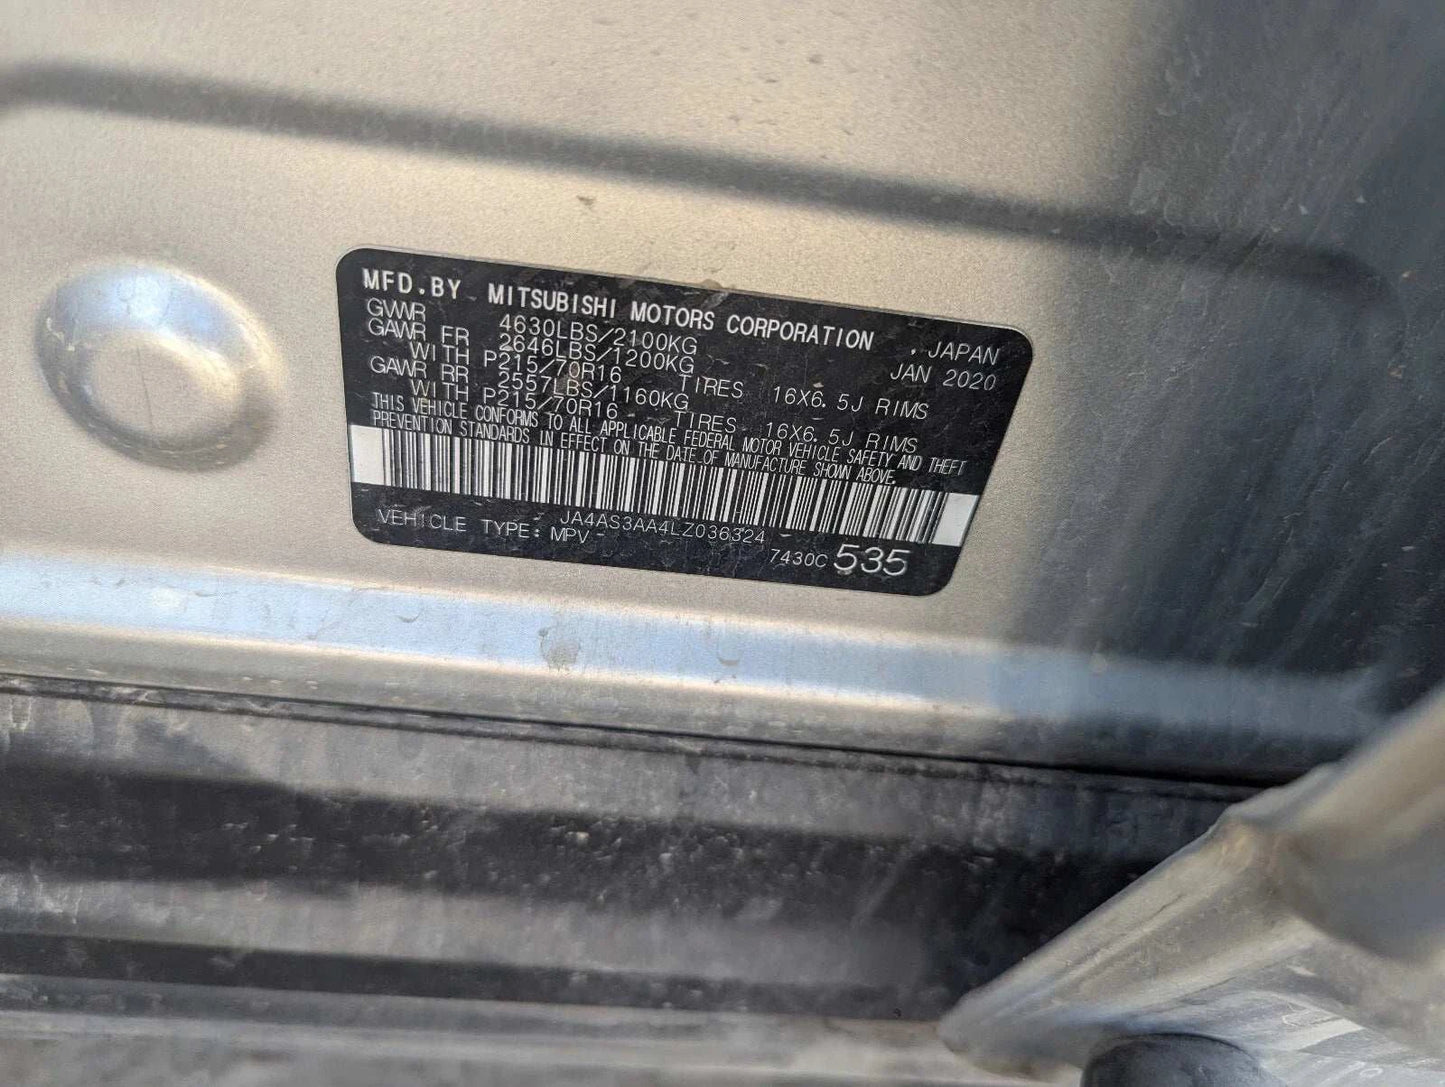 MFD.BY MITSUBISHI MOTORS CORPORATION , JAPAN
GVWR 4630LBS/2100KG JAN 2020
GAWR FR 2646LBS/1200KG
WITH P215/70R16 TIRES 16X6.5J RIMS
GAWR RR 2557LBS/1160KG
WITH P215/70R16 TIRES 16X6.5J RIMS
THIS VEHICLE CONFORMS TO ALL APPLICABLE FEDERAL MOTOR VEHICLE SAFETY AND THEFT
PREVENTION STANDARDS IN EFFECT ON THE DATE OF MANUFACTURE SHOWN ABOVE.
JA4AS3AA4LZ036324
VEHICLE TYPE: MPV
7430C 535